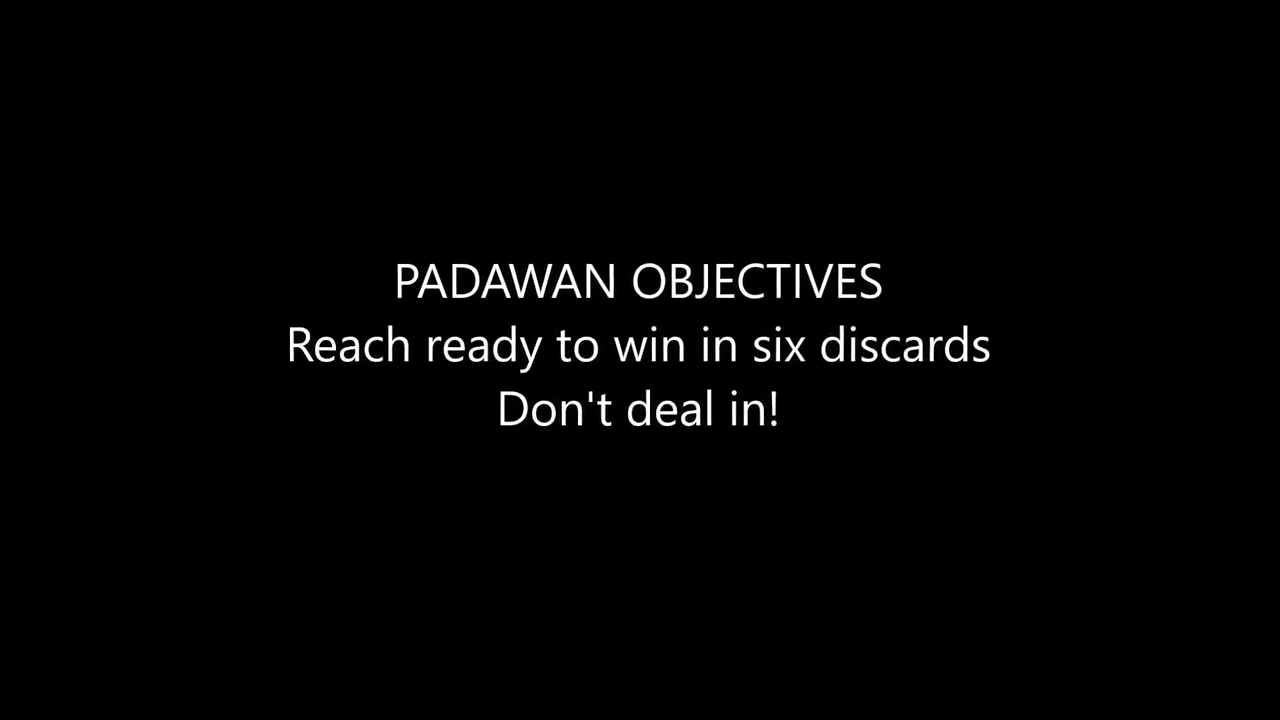 PADAWAN OBJECTIVES
Reach ready to win in six discards
Don't deal in!